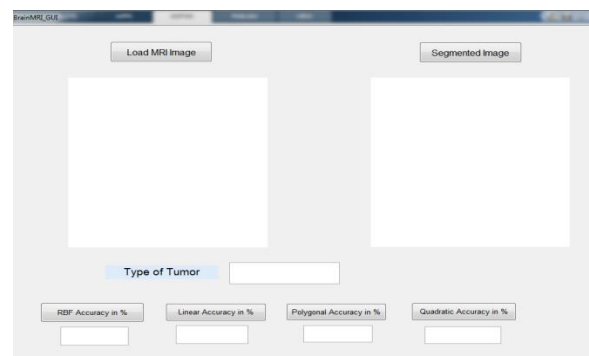 BrainMRI_GUI
Load MRI Image
Segmented Image
Type of Tumor
RBF Accuracy in %
Linear Accuracy in %
Polygonal Accuracy in %
Quadratic Accuracy in %